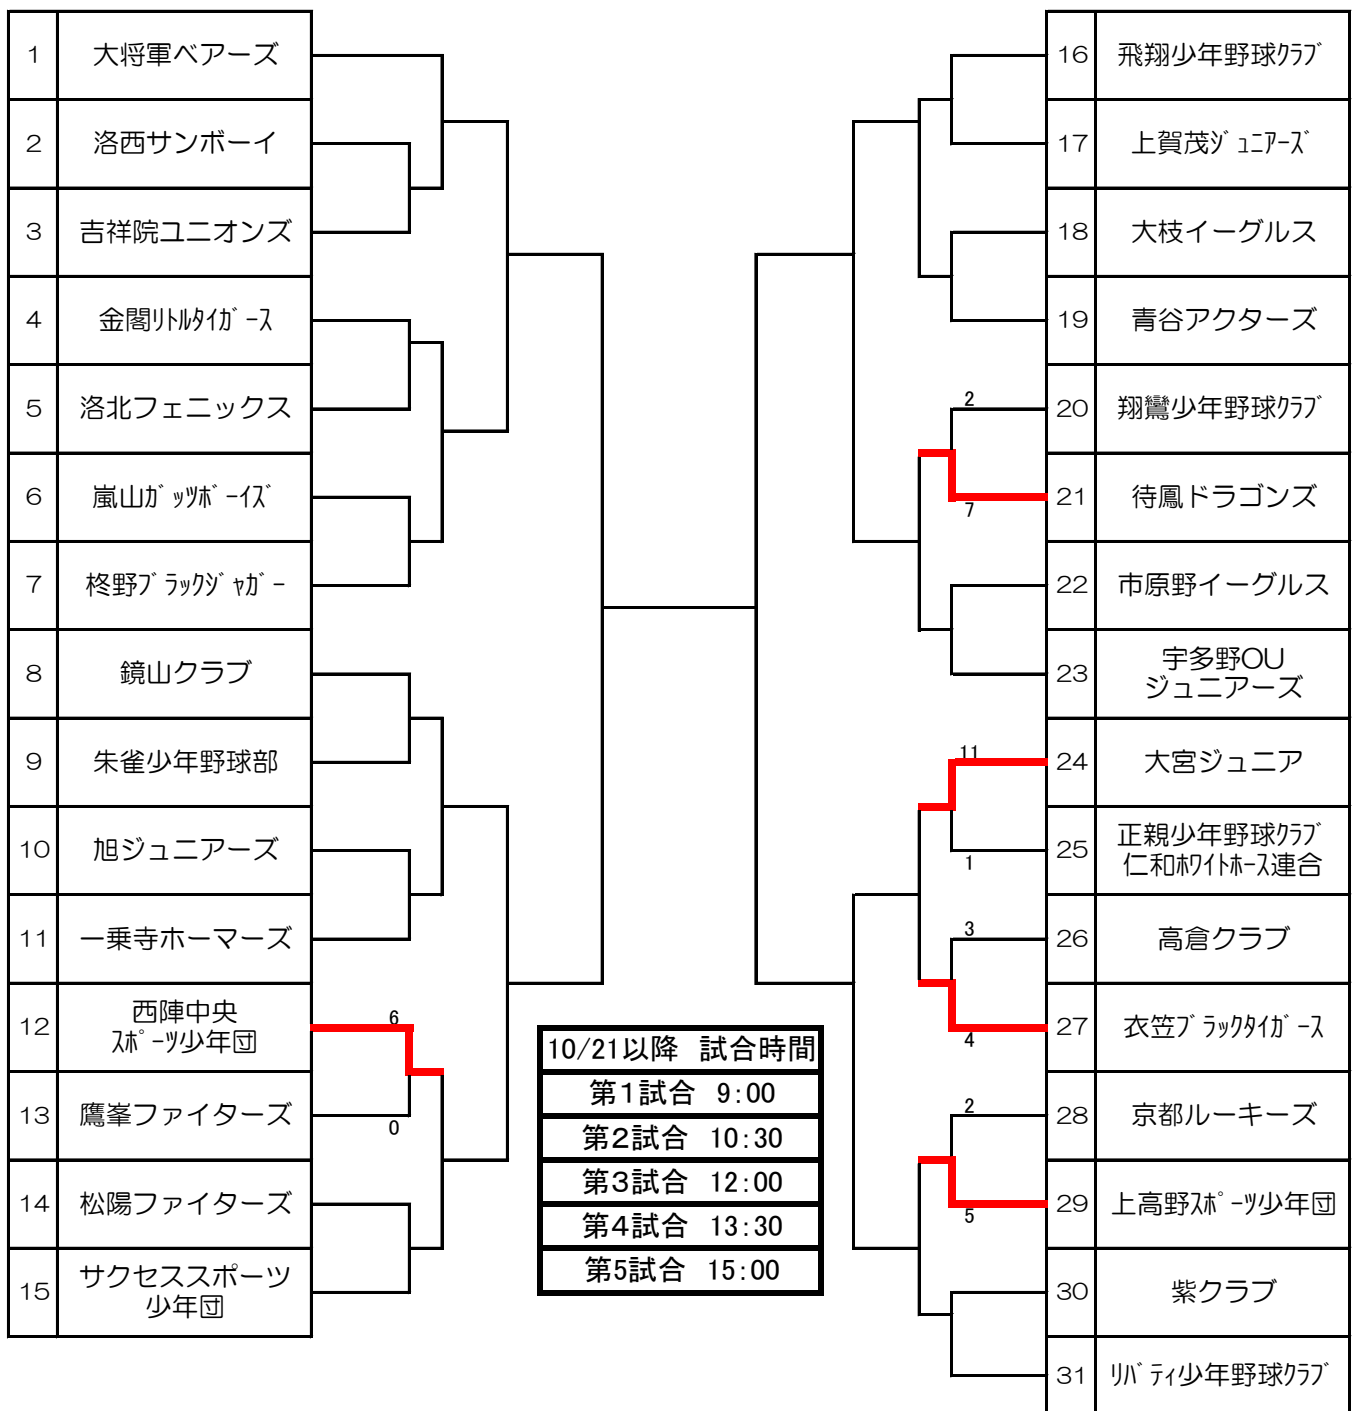 1 大将軍ベアーズ
2 洛西サンボーイ
3 吉祥院ユニオンズ
4 金閣ﾘﾄﾙﾀｲｶﾞｰｽ
5 洛北フェニックス
6 嵐山ｶﾞｯﾂﾎﾞｰｲｽﾞ
7 柊野ﾌﾞﾗｯｸｼﾞｬｶﾞｰ
8 鏡山クラブ
9 朱雀少年野球部
10 旭ジュニアーズ
11 一乗寺ホーマーズ
12 西陣中央
ｽﾎﾟｰﾂ少年団
6
13 鷹峯ファイターズ
0
14 松陽ファイターズ
15 サクセススポーツ
少年団
10/21以降 試合時間
第1試合 9:00
第2試合 10:30
第3試合 12:00
第4試合 13:30
第5試合 15:00
16 飛翔少年野球ｸﾗﾌﾞ
17 上賀茂ｼﾞｭﾆｱｰｽﾞ
18 大枝イーグルス
19 青谷アクターズ
2
20 翔鸞少年野球ｸﾗﾌﾞ
21 待鳳ドラゴンズ
7
22 市原野イーグルス
23 宇多野OU
ジュニアーズ
11
24 大宮ジュニア
25 正親少年野球ｸﾗﾌﾞ
仁和ﾎﾜｲﾄﾎｰｽ連合
1
3
26 高倉クラブ
27 衣笠ﾌﾞﾗｯｸﾀｲｶﾞｰｽ
4
2
28 京都ルーキーズ
29 上高野ｽﾎﾟｰﾂ少年団
5
30 紫クラブ
31 ﾘﾊﾞﾃｨ少年野球ｸﾗﾌﾞ